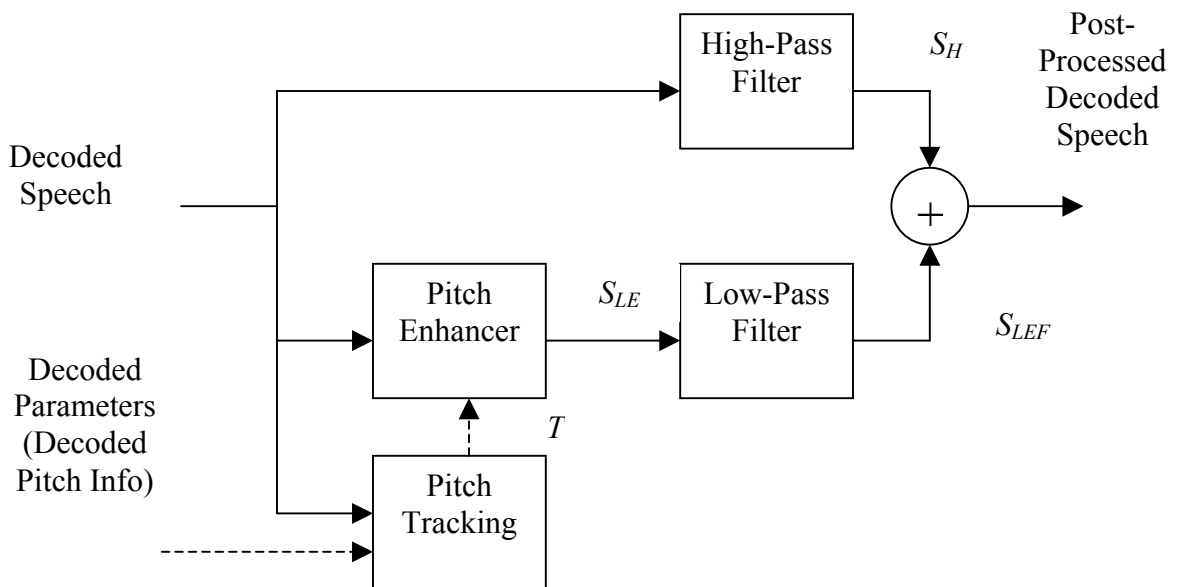 High-Pass
Filter
S_H
Post-
Processed
Decoded
Speech
Decoded
Speech
+
Pitch
Enhancer
S_LE
Low-Pass
Filter
S_LEF
Decoded
Parameters
(Decoded
Pitch Info)
T
Pitch
Tracking